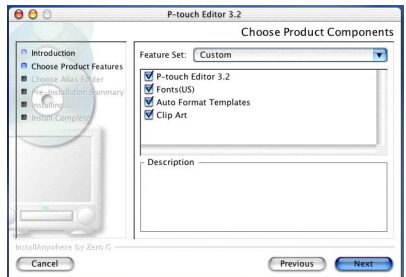 P-touch Editor 3.2
Choose Product Components
Introduction
Choose Product Features
Choose Alias Folder
Pre-Installation Summary
Installing
Install Complete
Feature Set: Custom
P-touch Editor 3.2
Fonts(US)
Auto Format Templates
Clip Art
Description
InstallAnywhere by Zero G
Cancel
Previous
Next